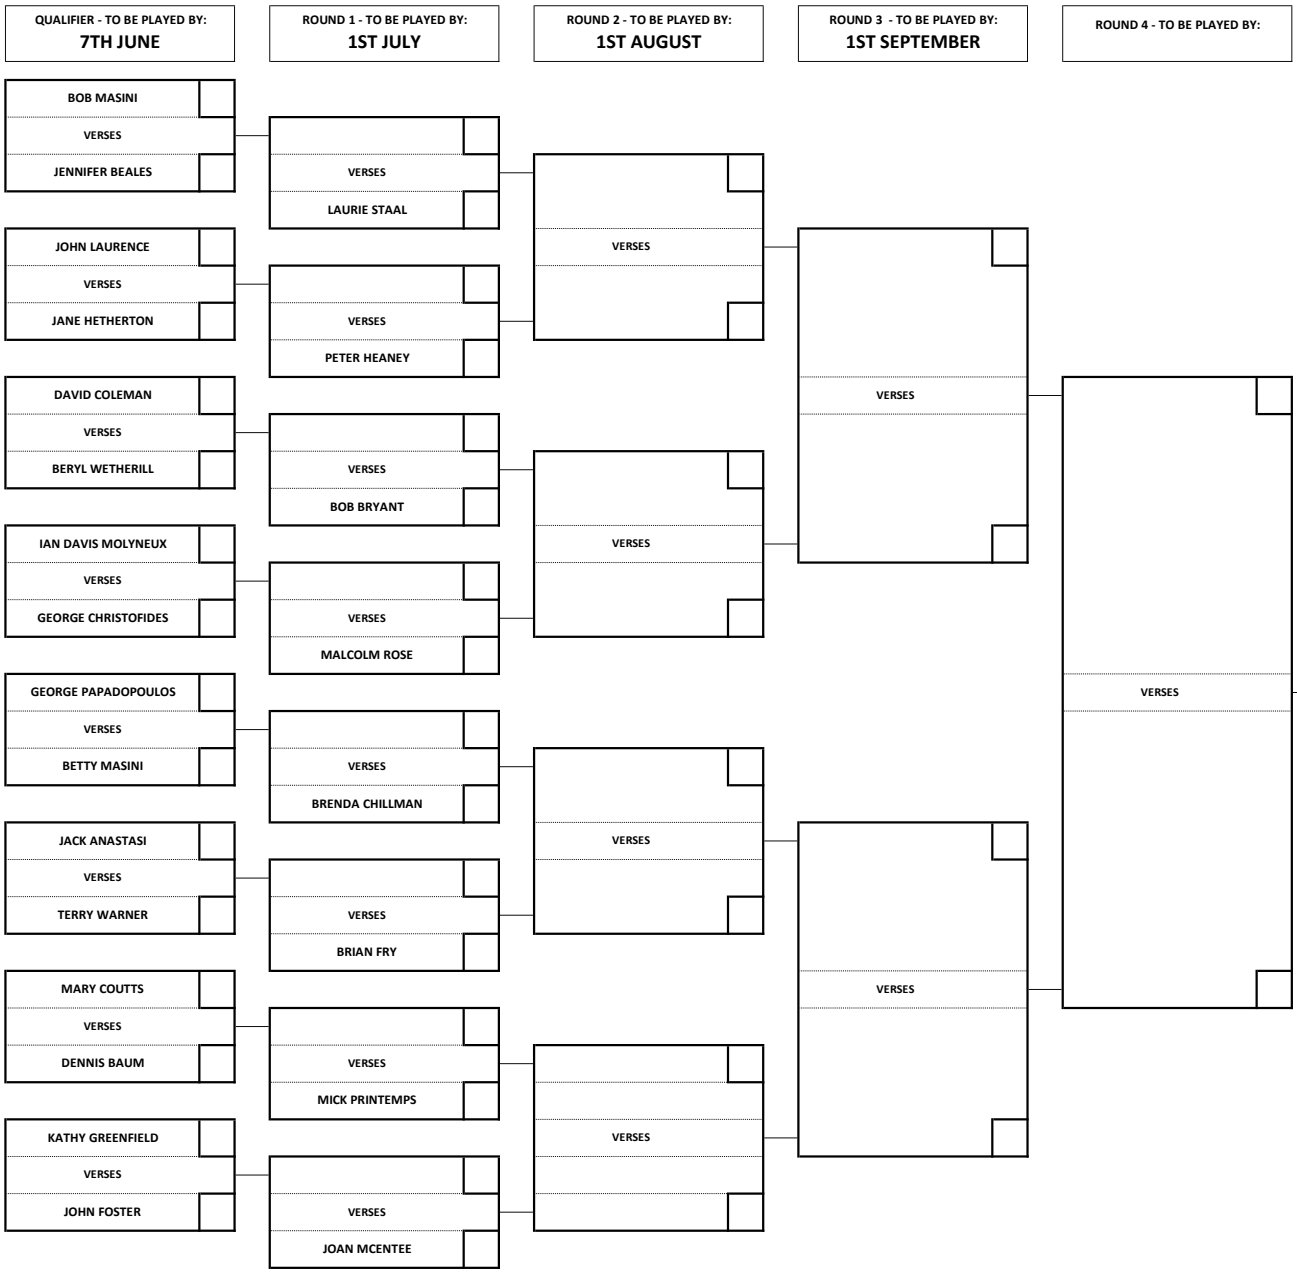 QUALIFIER - TO BE PLAYED BY:
7TH JUNE
ROUND 1 - TO BE PLAYED BY:
1ST JULY
ROUND 2 - TO BE PLAYED BY:
1ST AUGUST
ROUND 3 - TO BE PLAYED BY:
1ST SEPTEMBER
ROUND 4 - TO BE PLAYED BY:
BOB MASINI
VERSES
JENNIFER BEALES
JOHN LAURENCE
VERSES
JANE HETHERTON
DAVID COLEMAN
VERSES
BERYL WETHERILL
IAN DAVIS MOLYNEUX
VERSES
GEORGE CHRISTOFIDES
GEORGE PAPADOPOULOS
VERSES
BETTY MASINI
JACK ANASTASI
VERSES
TERRY WARNER
MARY COUTTS
VERSES
DENNIS BAUM
KATHY GREENFIELD
VERSES
JOHN FOSTER
VERSES
LAURIE STAAL
VERSES
PETER HEANEY
VERSES
BOB BRYANT
VERSES
MALCOLM ROSE
VERSES
BRENDA CHILLMAN
VERSES
BRIAN FRY
VERSES
MICK PRINTEMPS
VERSES
JOAN MCENTEE
VERSES
VERSES
VERSES
VERSES
VERSES
VERSES
VERSES